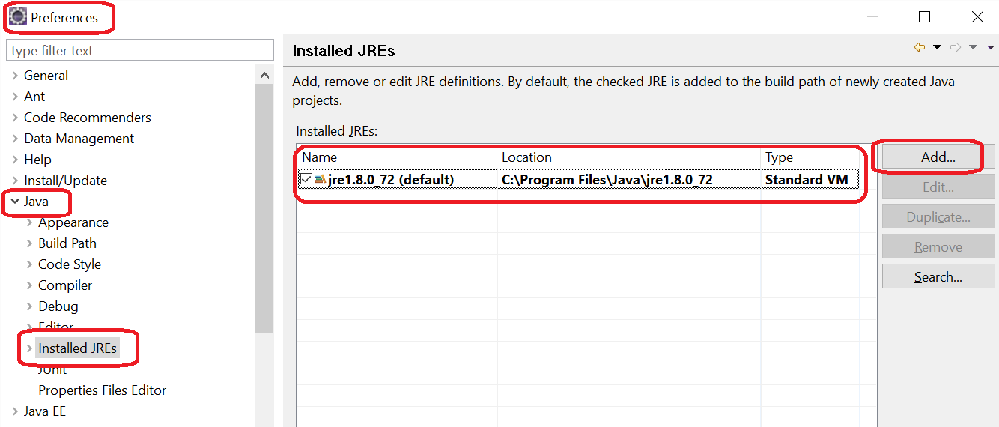 Preferences
type filter text
General
Ant
Code Recommenders
Data Management
Help
Install/Update
Java
Appearance
Build Path
Code Style
Compiler
Debug
Editor
Installed JREs
JUnit
Properties Files Editor
Java EE
Installed JREs
Add, remove or edit JRE definitions. By default, the checked JRE is added to the build path of newly created Java
projects.
Installed JREs:
Name Location Type
jre1.8.0_72 (default) C:\Program Files\Java\jre1.8.0_72 Standard VM
Add...
Edit...
Duplicate...
Remove
Search...